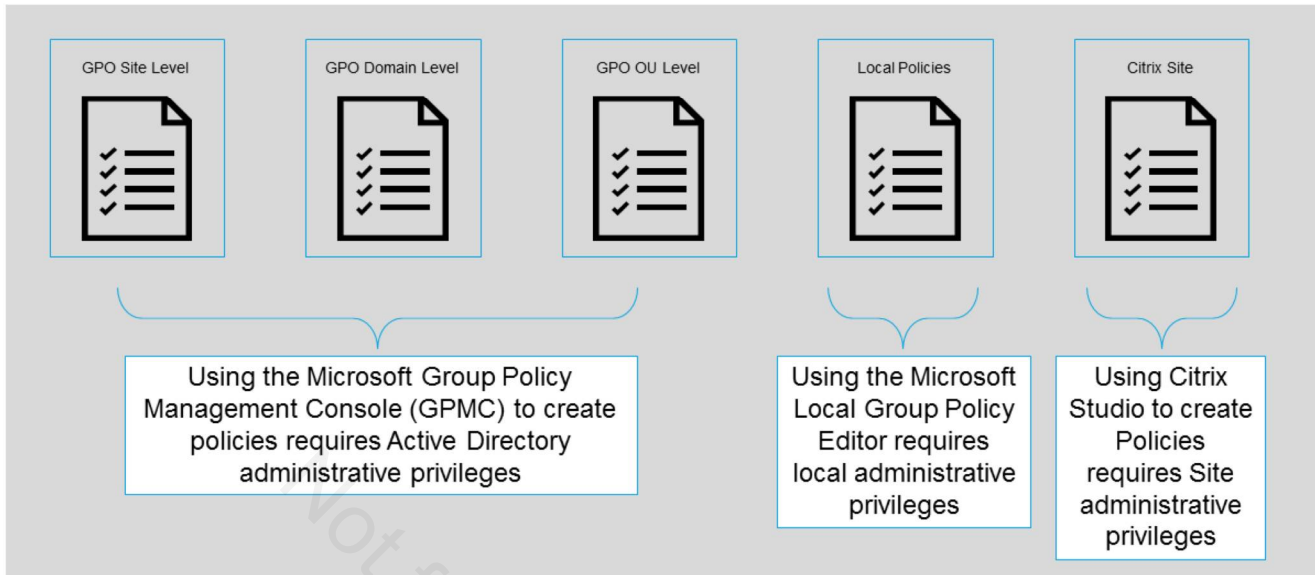 GPO Site Level
GPO Domain Level
GPO OU Level
Local Policies
Citrix Site
Using the Microsoft Group Policy
Management Console (GPMC) to create
policies requires Active Directory
administrative privileges
Using the Microsoft
Local Group Policy
Editor requires
local administrative
privileges
Using Citrix
Studio to create
Policies
requires Site
administrative
privileges
Not